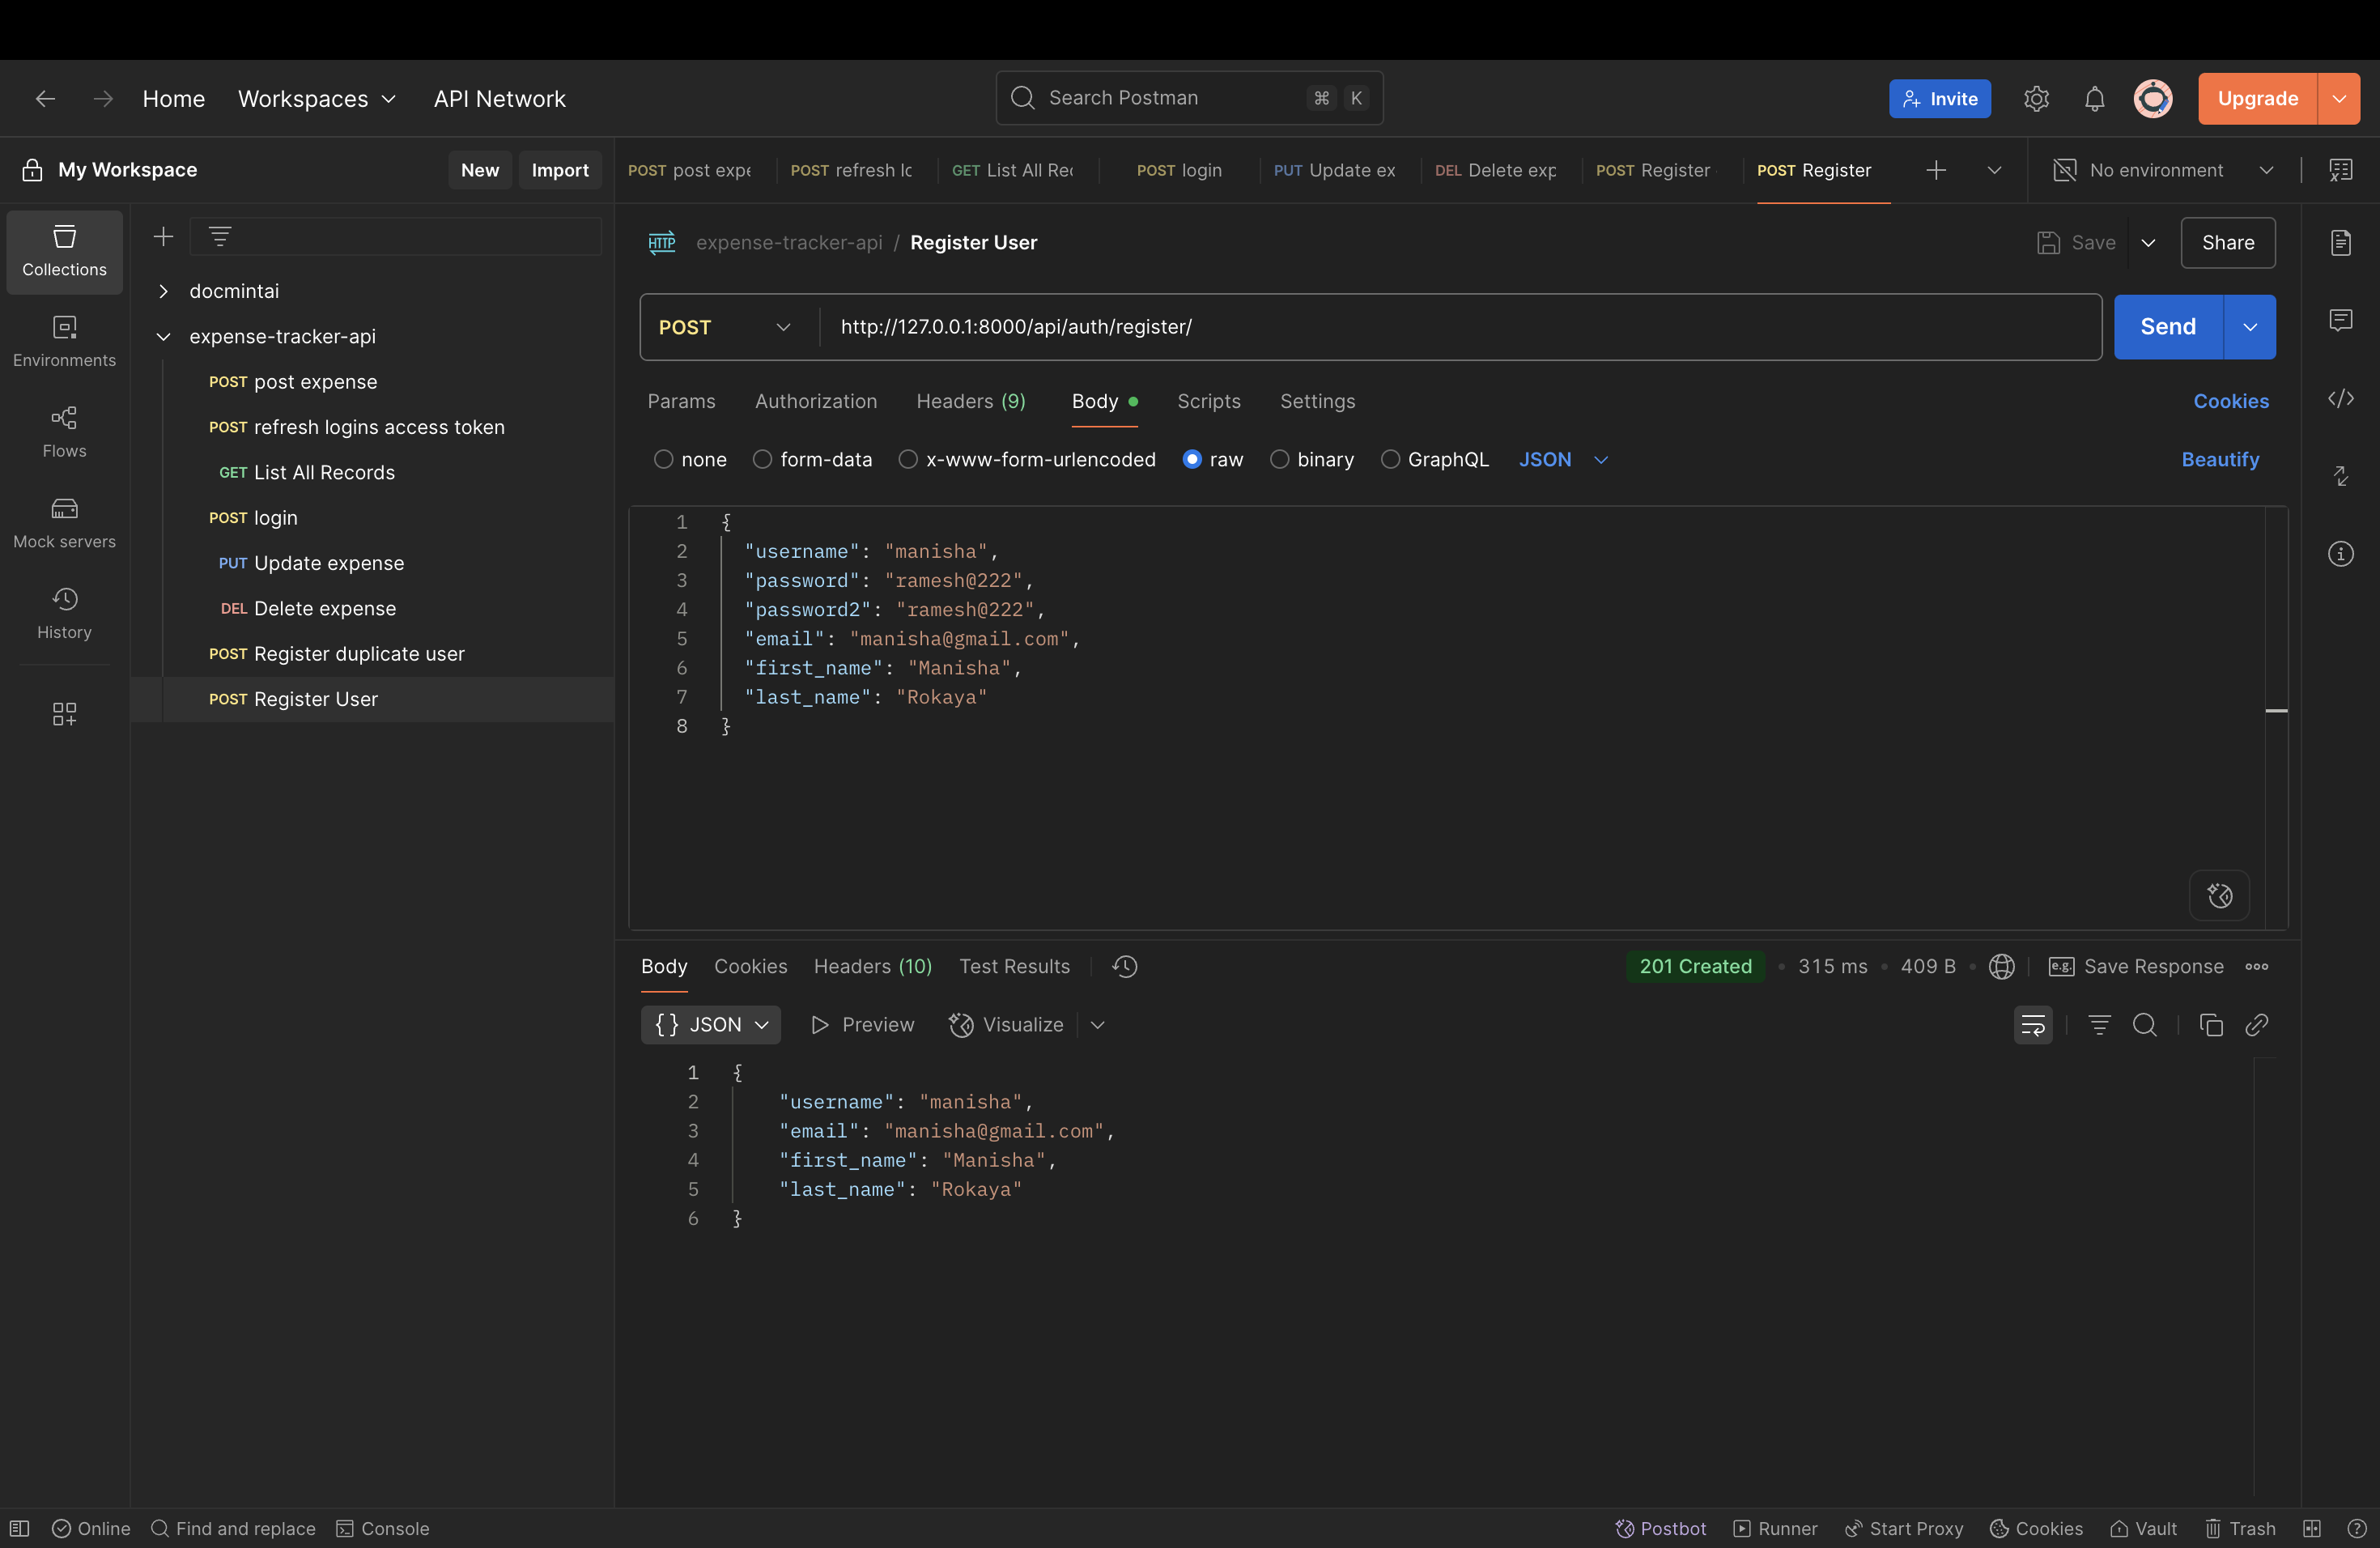 Home Workspaces API Network Search Postman ⌘ K Invite Upgrade
My Workspace New Import
POST post expe POST refresh lo GET List All Rec POST login PUT Update ex DEL Delete exp POST Register POST Register No environment
Collections
Environments
Flows
Mock servers
History
docmintai
expense-tracker-api
POST post expense
POST refresh logins access token
GET List All Records
POST login
PUT Update expense
DEL Delete expense
POST Register duplicate user
POST Register User
HTTP expense-tracker-api / Register User Save Share
POST http://127.0.0.1:8000/api/auth/register/ Send
Params Authorization Headers (9) Body Scripts Settings Cookies
none form-data x-www-form-urlencoded raw binary GraphQL JSON Beautify
1 {
2 "username": "manisha",
3 "password": "ramesh@222",
4 "password2": "ramesh@222",
5 "email": "manisha@gmail.com",
6 "first_name": "Manisha",
7 "last_name": "Rokaya"
8 }
Body Cookies Headers (10) Test Results 201 Created • 315 ms • 409 B • e.g. Save Response
{} JSON Preview Visualize
1 {
2 "username": "manisha",
3 "email": "manisha@gmail.com",
4 "first_name": "Manisha",
5 "last_name": "Rokaya"
6 }
Online Find and replace Console Postbot Runner Start Proxy Cookies Vault Trash